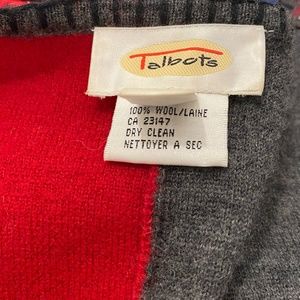 Talbots
100% WOOL/LAINE
CA 23147
DRY CLEAN
NETTOYER A SEC